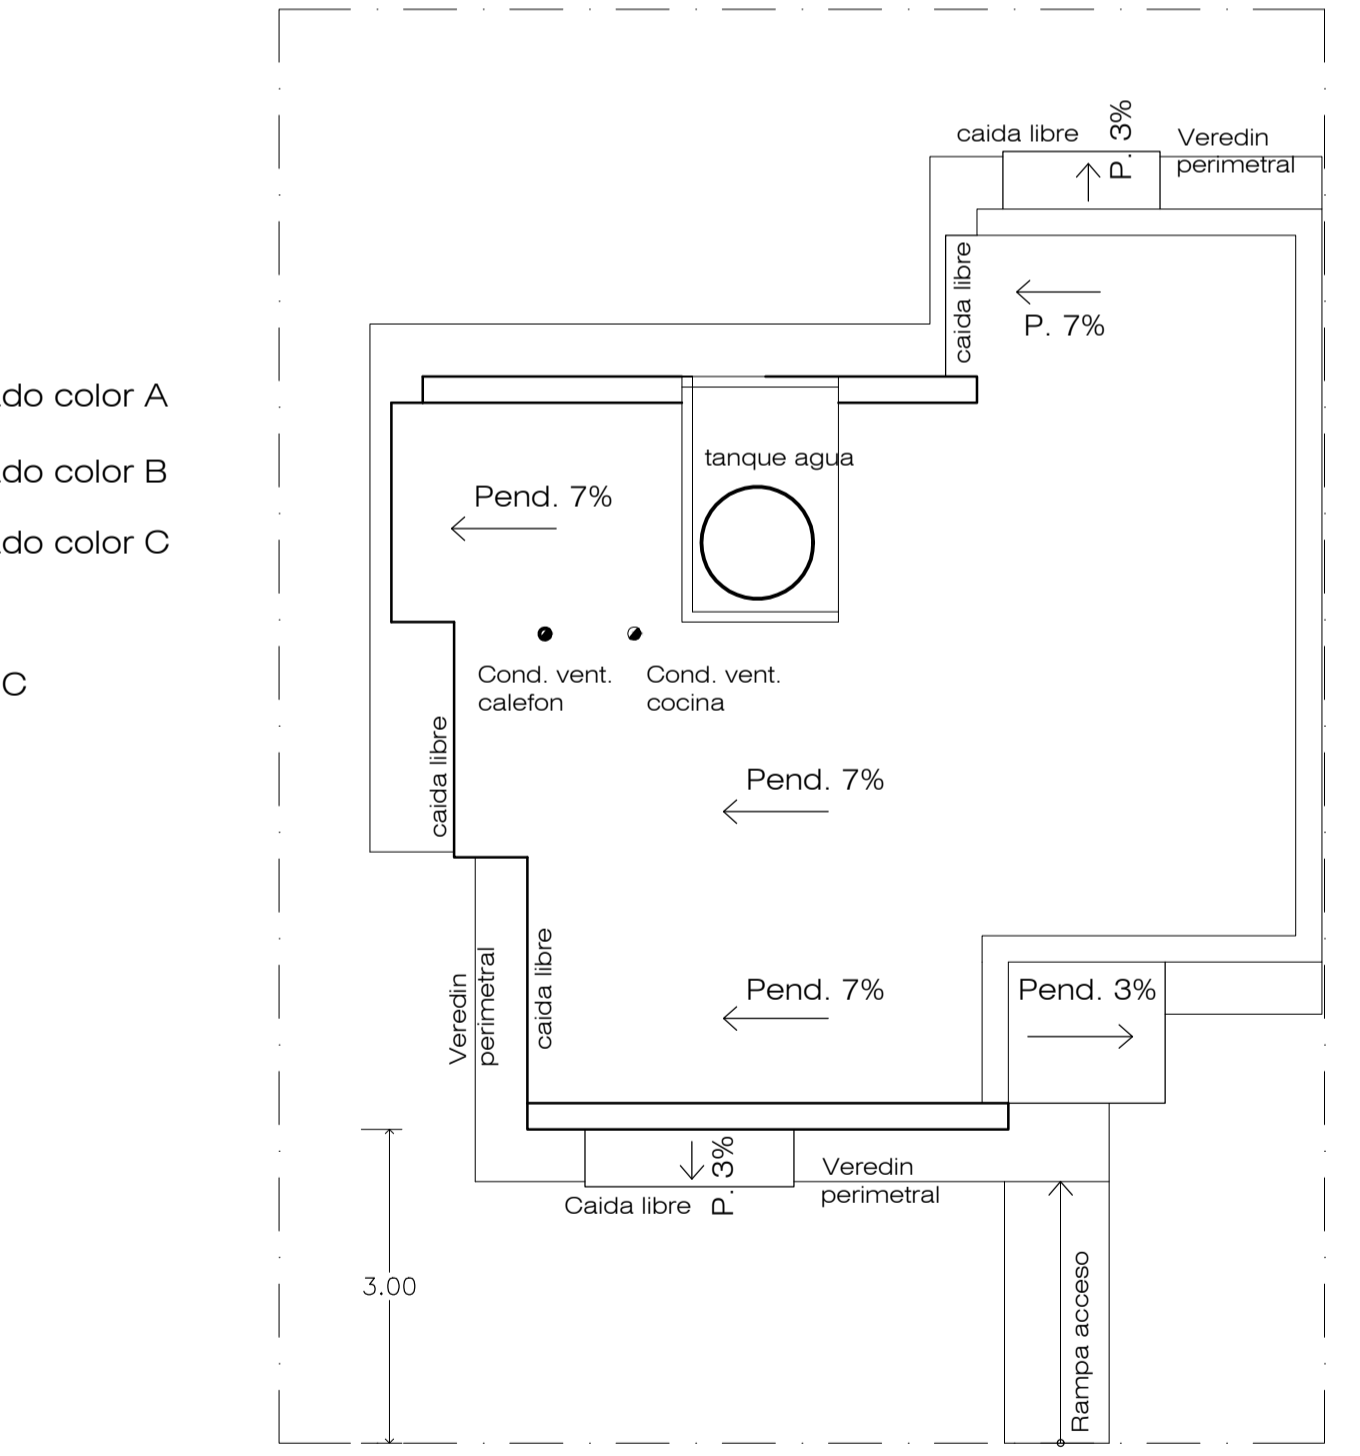 caida libre
P. 3%
Veredin
perimetral
caida libre
P. 7%
do color A
do color B
do color C
C
tanque agua
Pend. 7%
Cond. vent.
calefon
Cond. vent.
cocina
caida libre
Pend. 7%
Veredin
perimetral
caida libre
Pend. 7%
Pend. 3%
P. 3%
Caida libre
Veredin
perimetral
3.00
Rampa acceso